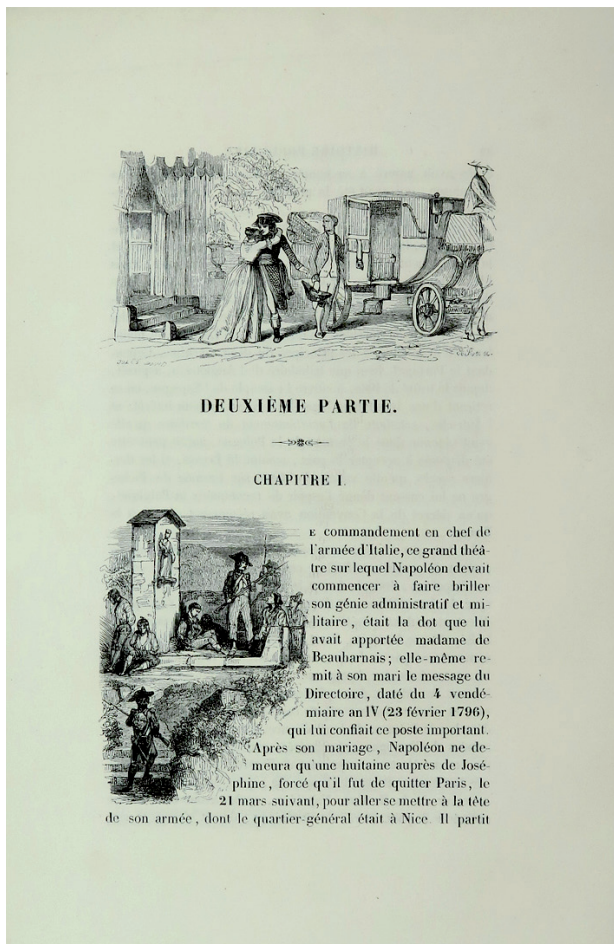 DEUXIÈME PARTIE.
CHAPITRE I.
E commandement en chef de
l'armée d'Italie, ce grand théâ-
tre sur lequel Napoléon devait
commencer à faire briller
son génie administratif et mi-
litaire, était la dot que lui
avait apportée madame de
Beauharnais; elle-même re-
mit à son mari le message du
Directoire, daté du 4 vendé-
miaire an IV (23 février 1796),
qui lui confiait ce poste important.
Après son mariage, Napoléon ne de-
meura qu'une huitaine auprès de José-
phine, forcé qu'il fut de quitter Paris, le
21 mars suivant, pour aller se mettre à la tête
de son armée, dont le quartier-général était à Nice. Il partit